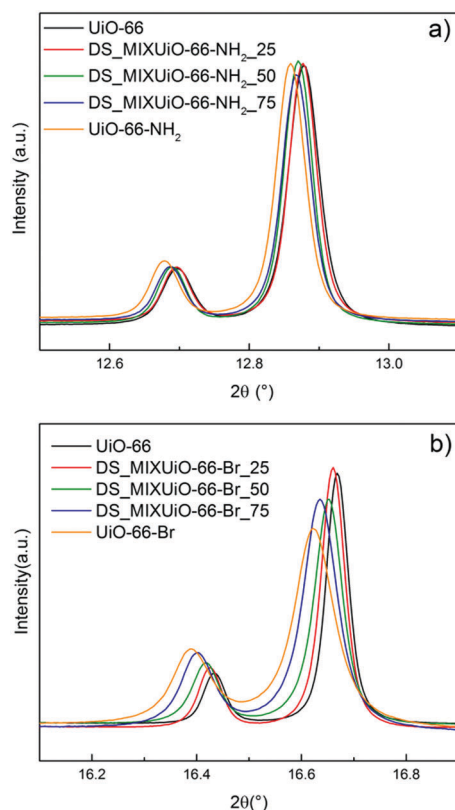 a)
UiO-66
DS_MIXUiO-66-NH₂_25
DS_MIXUiO-66-NH₂_50
DS_MIXUiO-66-NH₂_75
UiO-66-NH₂
Intensity (a.u.)
12.6 12.8 13.0
2θ (°)
b)
UiO-66
DS_MIXUiO-66-Br_25
DS_MIXUiO-66-Br_50
DS_MIXUiO-66-Br_75
UiO-66-Br
Intensity(a.u.)
16.2 16.4 16.6 16.8
2θ(°)